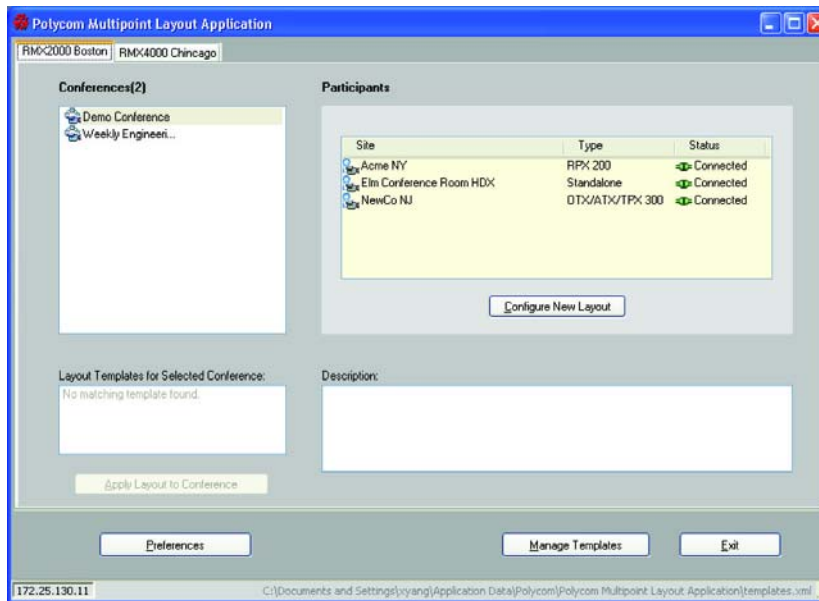 Polycom Multipoint Layout Application
RMX2000 Boston RMX4000 Chincago
Conferences(2)
Demo Conference
Weekly Engineeri...
Participants
Site Type Status
Acme NY RPX 200 Connected
Elm Conference Room HDX Standalone Connected
NewCo NJ OTX/ATX/TPX 300 Connected
Configure New Layout
Layout Templates for Selected Conference:
No matching template found.
Apply Layout to Conference
Description:
Preferences Manage Templates Exit
172.25.130.11 C:\Documents and Settings\xyang\Application Data\Polycom\Polycom Multipoint Layout Application\templates.xml